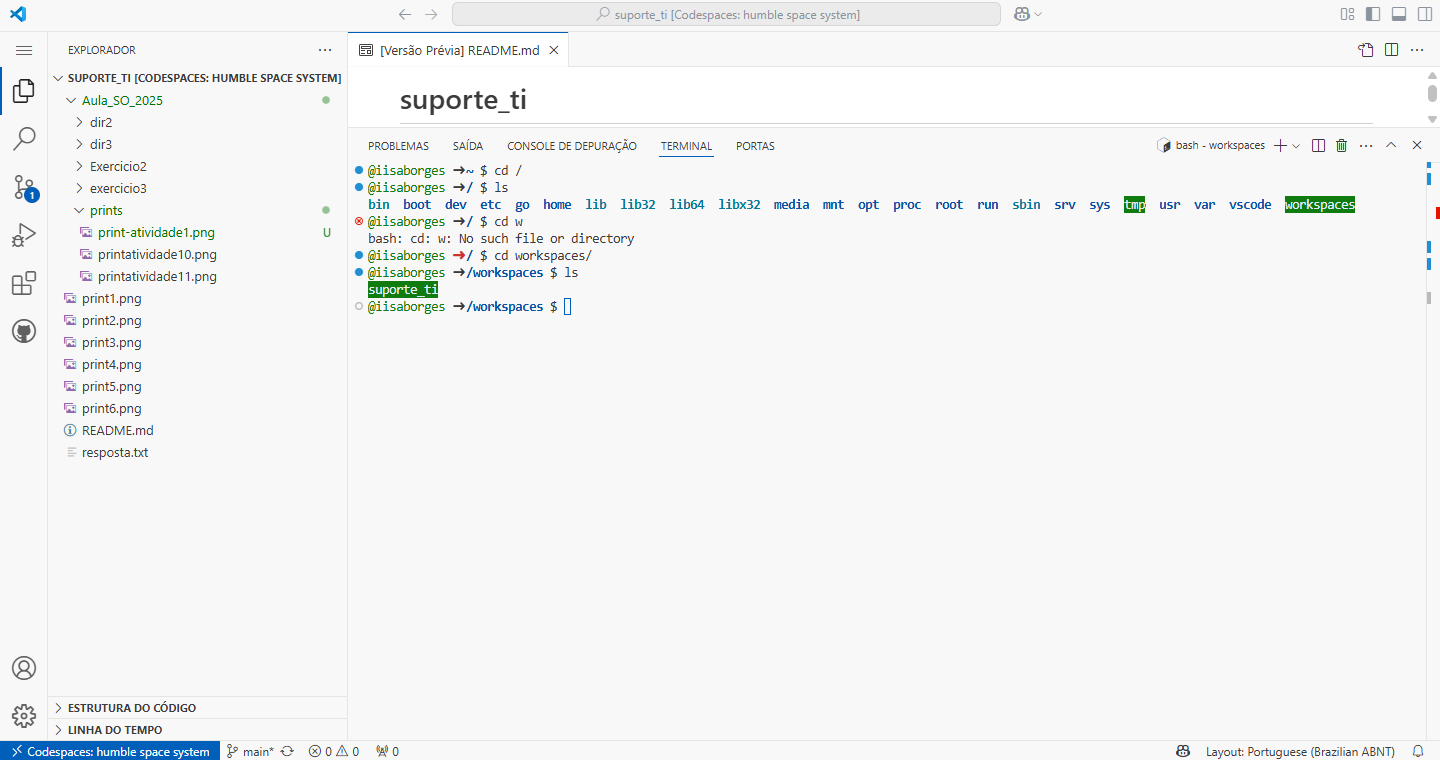 suporte_ti [Codespaces: humble space system]
EXPLORADOR
SUPORTE_TI [CODESPACES: HUMBLE SPACE SYSTEM]
Aula_SO_2025
dir2
dir3
Exercicio2
exercicio3
prints
print-atividade1.png U
printatividade10.png
printatividade11.png
print1.png
print2.png
print3.png
print4.png
print5.png
print6.png
README.md
resposta.txt
ESTRUTURA DO CÓDIGO
LINHA DO TEMPO
[Versão Prévia] README.md
suporte_ti
PROBLEMAS SAÍDA CONSOLE DE DEPURAÇÃO TERMINAL PORTAS
bash - workspaces
@iisaborges ➜~ $ cd /
@iisaborges ➜/ $ ls
bin boot dev etc go home lib lib32 lib64 libx32 media mnt opt proc root run sbin srv sys tmp usr var vscode workspaces
@iisaborges ➜/ $ cd w
bash: cd: w: No such file or directory
@iisaborges ➜/ $ cd workspaces/
@iisaborges ➜/workspaces $ ls
suporte_ti
@iisaborges ➜/workspaces $
1
Codespaces: humble space system main* 0 0 0 Layout: Portuguese (Brazilian ABNT)